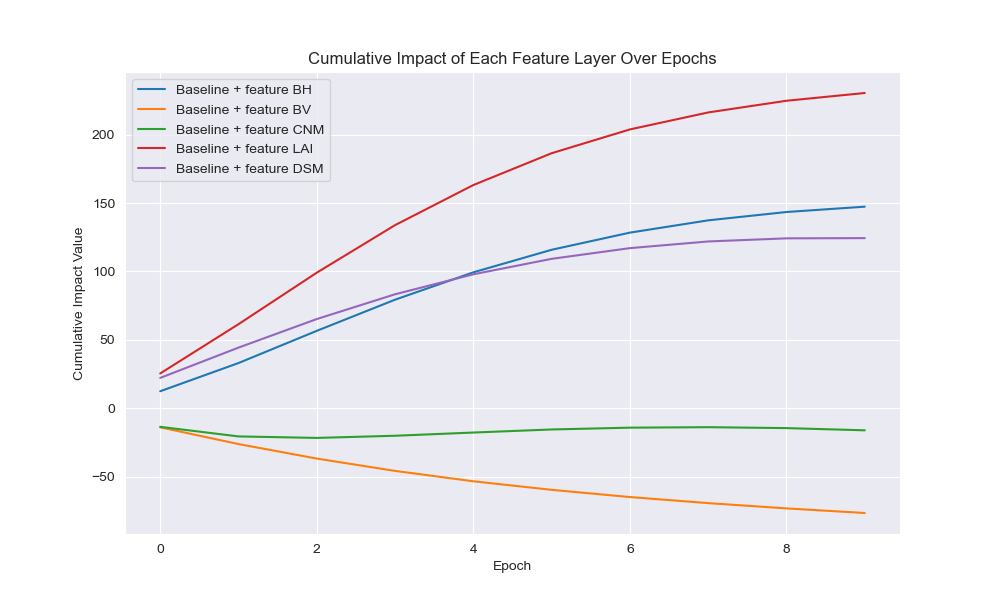 Cumulative Impact of Each Feature Layer Over Epochs
Baseline + feature BH
Baseline + feature BV
Baseline + feature CNM
Baseline + feature LAI
Baseline + feature DSM
Cumulative Impact Value
200
150
100
50
0
−50
0 2 4 6 8
Epoch